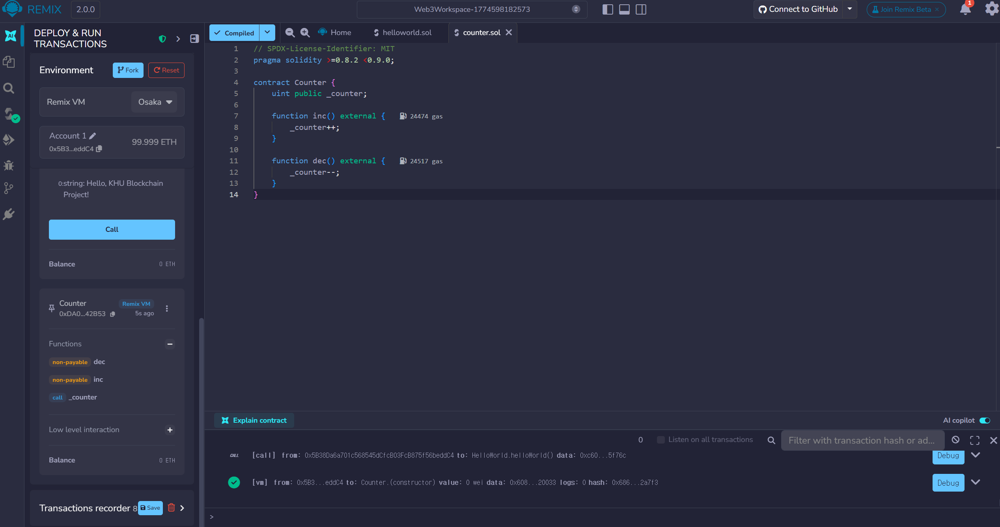 REMIX 2.0.0
Web3Workspace-1774598182573
Connect to GitHub
Join Remix Beta ×
1
AI
DEPLOY & RUN
TRANSACTIONS
Environment
Fork
Reset
Remix VM
Osaka
Account 1
0x5B3...eddC4
99.999 ETH
0:string: Hello, KHU Blockchain
Project!
Call
Balance 0 ETH
Counter
0xDA0...42B53
Remix VM
5s ago
Functions
non-payable dec
non-payable inc
call _counter
Low level interaction
Balance 0 ETH
Transactions recorder 8
Save
Compiled
Home
helloworld.sol
counter.sol
1 // SPDX-License-Identifier: MIT
2 pragma solidity >=0.8.2 <0.9.0;
3
4 contract Counter {
5 uint public _counter;
6
7 function inc() external { 24474 gas
8 _counter++;
9 }
10
11 function dec() external { 24517 gas
12 _counter--;
13 }
14 }
Explain contract
AI copilot
0
Listen on all transactions
Filter with transaction hash or ad...
CALL [call] from: 0x5B38Da6a701c568545dCfcB03FcB875f56beddC4 to: HelloWorld.helloWorld() data: 0xc60...5f76c
Debug
[vm] from: 0x5B3...eddC4 to: Counter.(constructor) value: 0 wei data: 0x608...20033 logs: 0 hash: 0x686...2a7f3
Debug
>